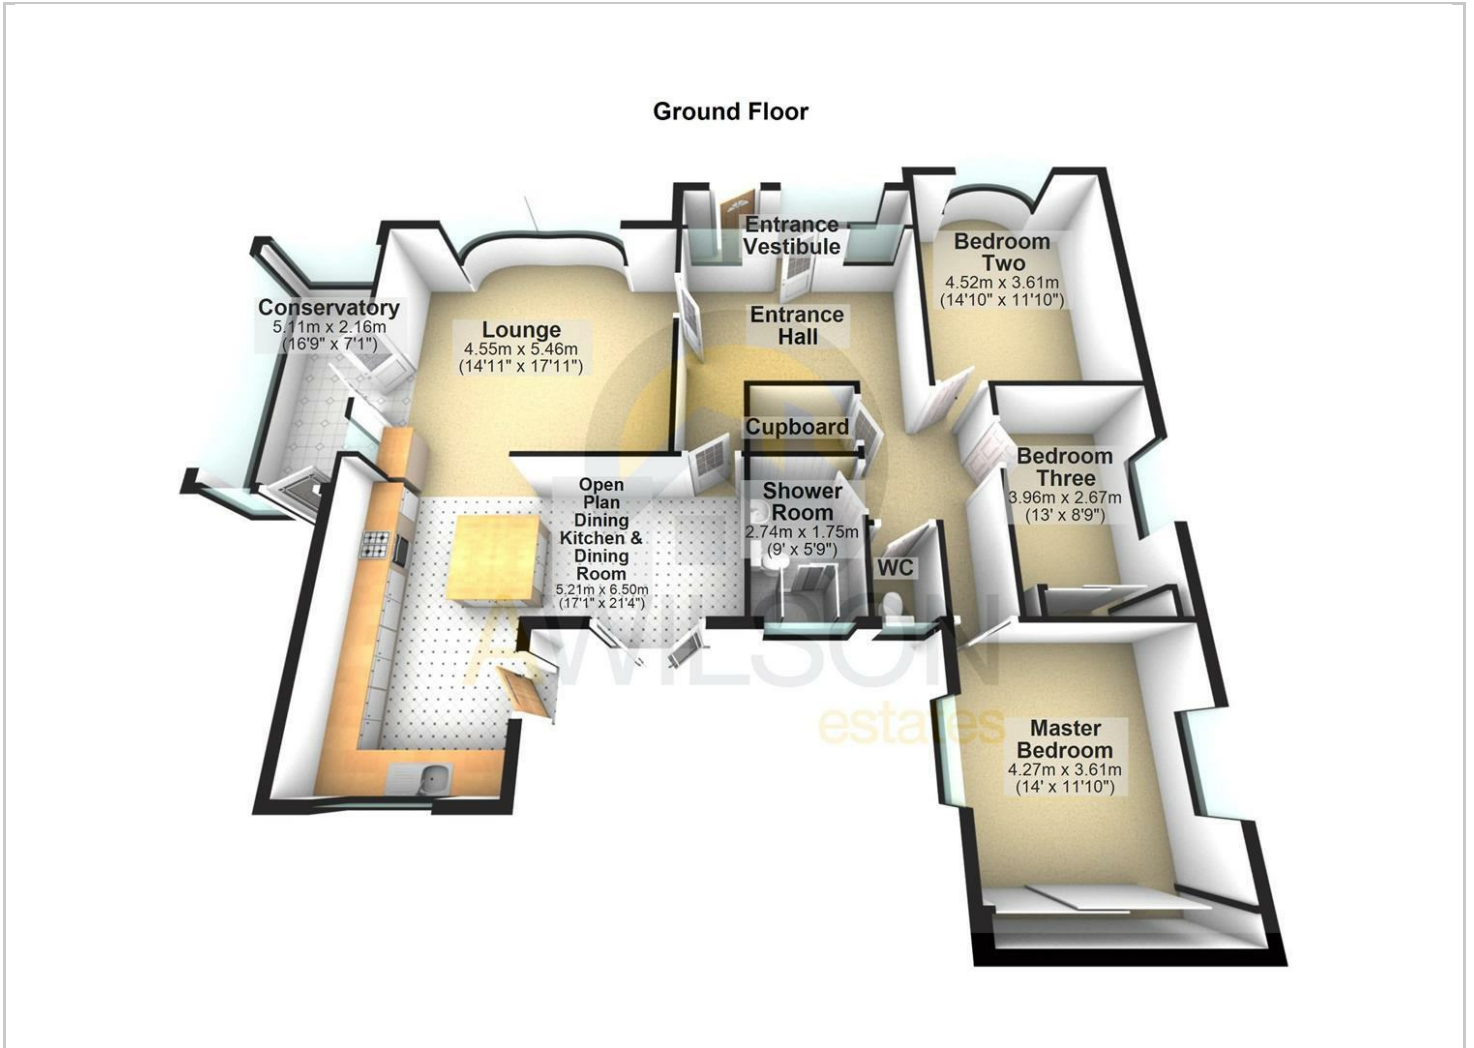 Ground Floor
Entrance
Vestibule
Bedroom
Two
4.52m x 3.61m
(14'10" x 11'10")
Conservatory
5.11m x 2.16m
(16'9" x 7'1")
Lounge
4.55m x 5.46m
(14'11" x 17'11")
Entrance
Hall
Cupboard
Bedroom
Three
3.96m x 2.67m
(13' x 8'9")
Open
Plan
Dining
Kitchen &
Dining
Room
5.21m x 6.50m
(17'1" x 21'4")
Shower
Room
2.74m x 1.75m
(9' x 5'9")
WC
AWILSON
estates
Master
Bedroom
4.27m x 3.61m
(14' x 11'10")